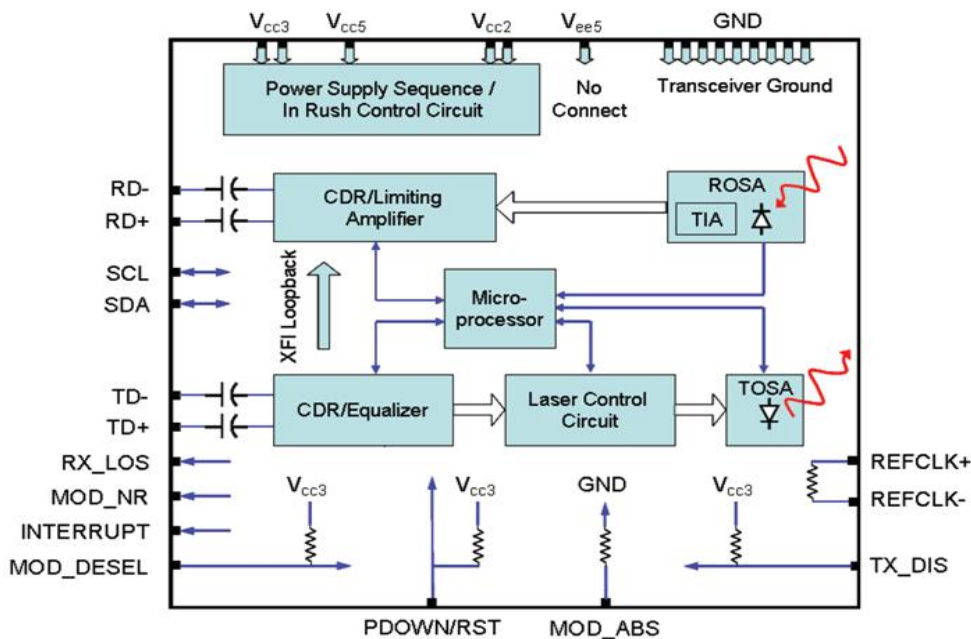 Vcc3
Vcc5
Vcc2
Vee5
GND
Power Supply Sequence /
In Rush Control Circuit
No
Connect
Transceiver Ground
RD-
RD+
CDR/Limiting
Amplifier
ROSA
TIA
SCL
SDA
XFI Loopback
Micro-
processor
TD-
TD+
CDR/Equalizer
Laser Control
Circuit
TOSA
RX_LOS
MOD_NR
INTERRUPT
MOD_DESEL
Vcc3
Vcc3
GND
Vcc3
REFCLK+
REFCLK-
TX_DIS
PDOWN/RST
MOD_ABS